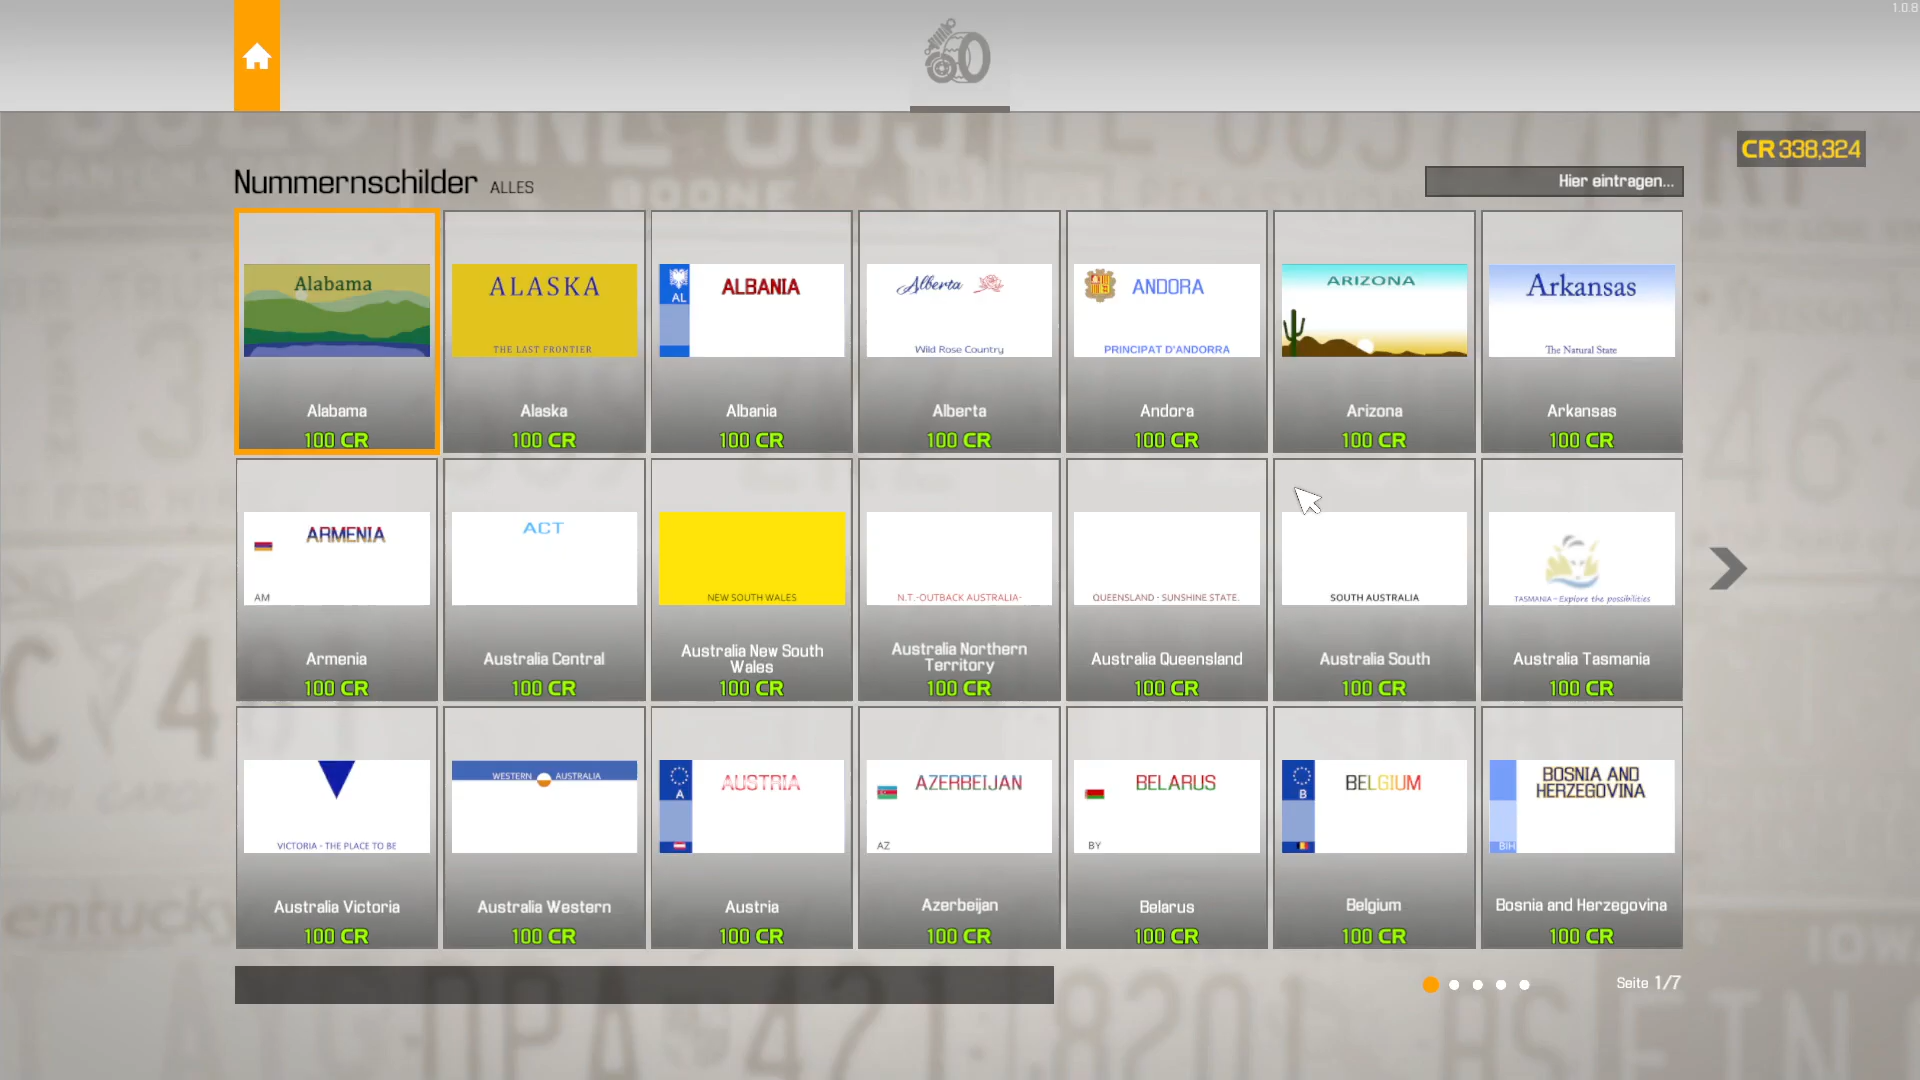 1.0.8
CR 338,324
Nummernschilder ALLES
Hier eintragen...
Alabama
ALASKA
THE LAST FRONTIER
AL
ALBANIA
Alberta
Wild Rose Country
ANDORRA
PRINCIPAT D'ANDORRA
ARIZONA
Arkansas
The Natural State
Alabama
Alaska
Albania
Alberta
Andora
Arizona
Arkansas
100 CR
100 CR
100 CR
100 CR
100 CR
100 CR
100 CR
ARMENIA
AM
ACT
NEW SOUTH WALES
N.T.-OUTBACK AUSTRALIA-
QUEENSLAND - SUNSHINE STATE.
SOUTH AUSTRALIA
TASMANIA - Explore the possibilities
Armenia
Australia Central
Australia New South
Wales
Australia Northern
Territory
Australia Queensland
Australia South
Australia Tasmania
100 CR
100 CR
100 CR
100 CR
100 CR
100 CR
100 CR
VICTORIA - THE PLACE TO BE
WESTERN AUSTRALIA
A
AUSTRIA
AZERBEIJAN
AZ
BELARUS
BY
B
BELGIUM
BOSNIA AND
HERZEGOVINA
BIH
Australia Victoria
Australia Western
Austria
Azerbeijan
Belarus
Belgium
Bosnia and Herzegovina
100 CR
100 CR
100 CR
100 CR
100 CR
100 CR
100 CR
Seite 1/7